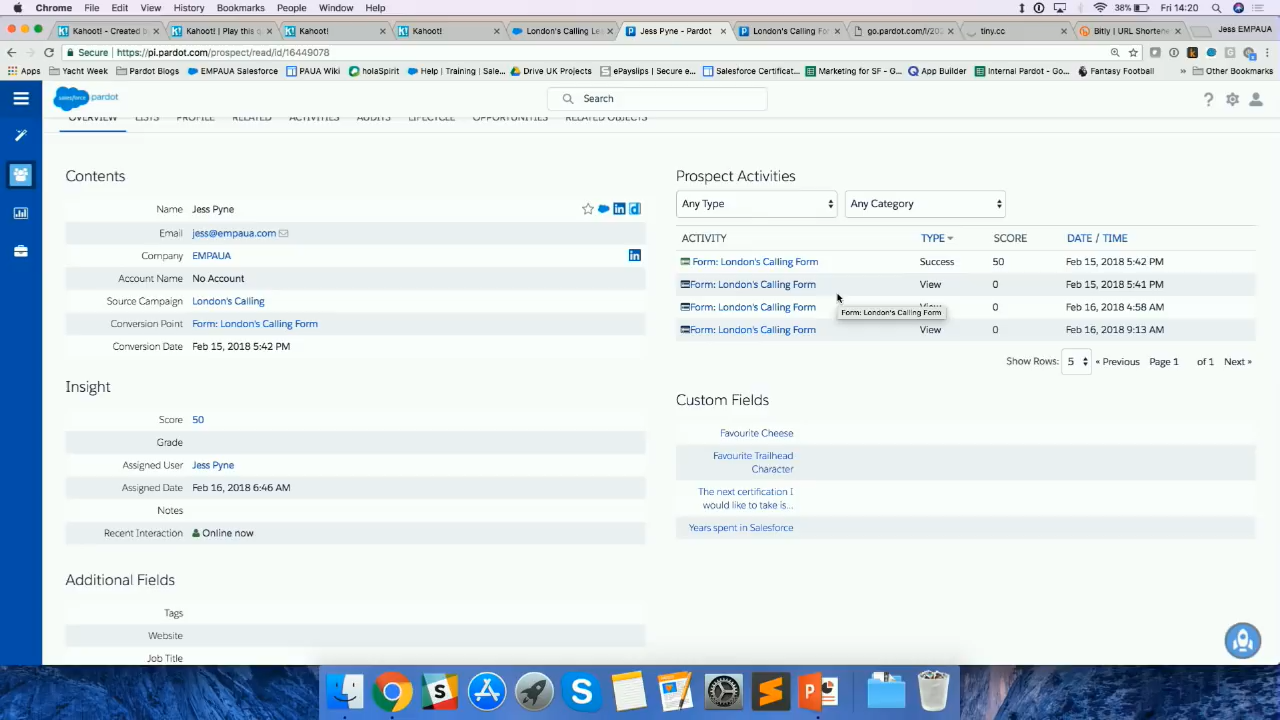 Chrome File Edit View History Bookmarks People Window Help 38% Fri 14:20
Kahoot! - Created b Kahoot! | Play this q Kahoot! Kahoot! London's Calling Le Jess Pyne - Pardot London's Calling Fo go.pardot.com/l/20 tiny.cc Bitly | URL Shortene Jess EMPAUA
Secure https://pi.pardot.com/prospect/read/id/16449078
Apps Yacht Week Pardot Blogs EMPAUA Salesforce PAUA Wiki holaSpirit Help | Training | Sale... Drive UK Projects ePayslips | Secure e... Salesforce Certificat... Marketing for SF - G... App Builder Internal Pardot - Go... Fantasy Football » Other Bookmarks
salesforce pardot Search
OVERVIEW LISTS PROFILE RELATED ACTIVITIES AUDITS LIFECYCLE OPPORTUNITIES RELATED OBJECTS
Contents
Name Jess Pyne
Email jess@empaua.com
Company EMPAUA
Account Name No Account
Source Campaign London's Calling
Conversion Point Form: London's Calling Form
Conversion Date Feb 15, 2018 5:42 PM
Insight
Score 50
Grade
Assigned User Jess Pyne
Assigned Date Feb 16, 2018 6:46 AM
Notes
Recent Interaction Online now
Additional Fields
Tags
Website
Job Title
Prospect Activities
Any Type Any Category
ACTIVITY TYPE SCORE DATE / TIME
Form: London's Calling Form Success 50 Feb 15, 2018 5:42 PM
Form: London's Calling Form View 0 Feb 15, 2018 5:41 PM
Form: London's Calling Form View 0 Feb 16, 2018 4:58 AM
Form: London's Calling Form
Form: London's Calling Form View 0 Feb 16, 2018 9:13 AM
Show Rows: 5 « Previous Page 1 of 1 Next »
Custom Fields
Favourite Cheese
Favourite Trailhead
Character
The next certification I
would like to take is...
Years spent in Salesforce